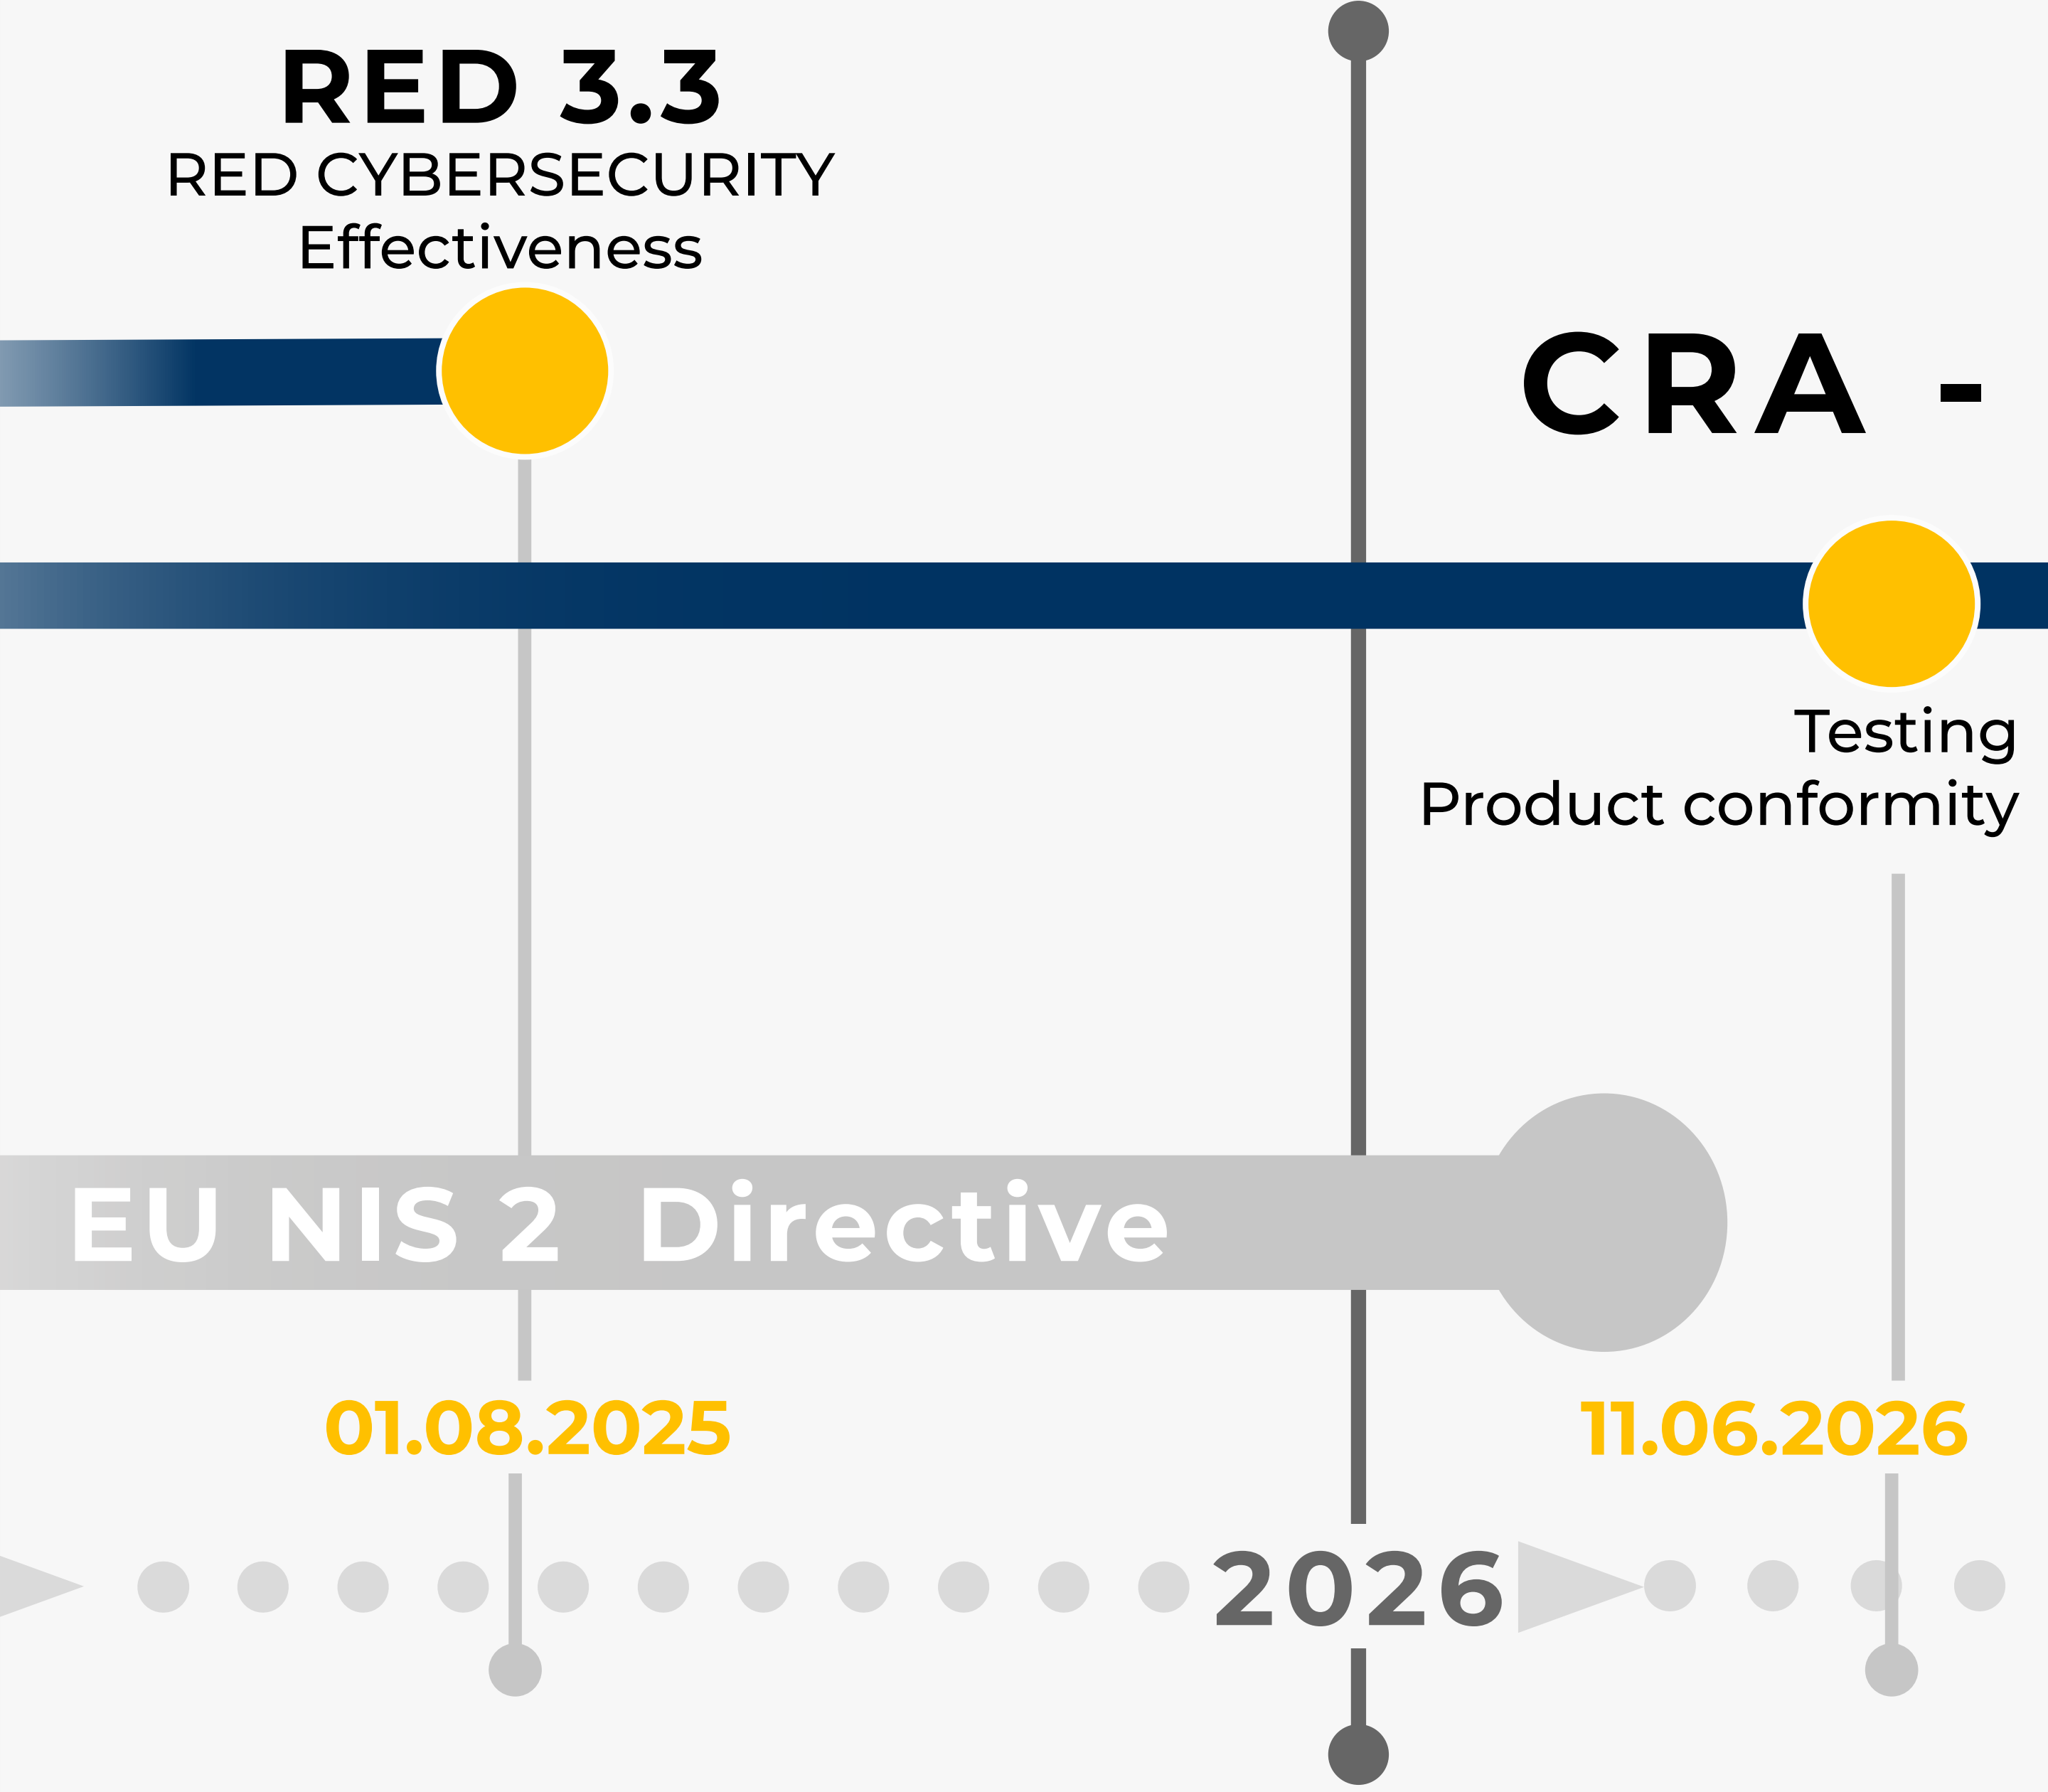 RED 3.3
RED CYBERSECURITY
Effectiveness
CRA -
Testing
Product conformity
EU NIS 2 Directive
01.08.2025
11.06.2026
2026